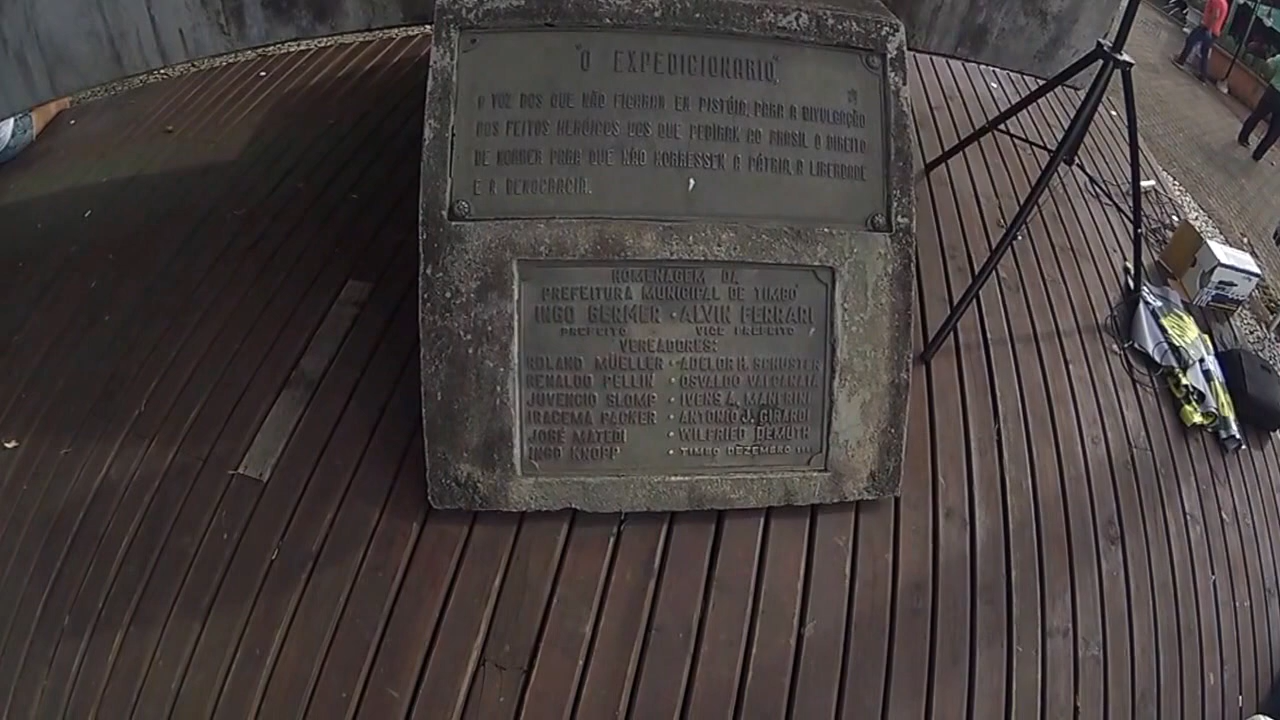 "O EXPEDICIONÁRIO"
A VOZ DOS QUE NÃO FICARAM EM PISTÓIA, PARA A DIVULGAÇÃO
DOS FEITOS HERÓICOS DOS QUE PEDIRAM AO BRASIL O DIREITO
DE MORRER PARA QUE NÃO MORRESSEM A PÁTRIA, A LIBERDADE
E A DEMOCRACIA.
HOMENAGEM DA
PREFEITURA MUNICIPAL DE TIMBÓ
INGO GERMER • ALVIN FERRARI
PREFEITO - VICE PREFEITO
VEREADORES:
ROLAND MÜELLER • ADELOR H. SCHUSTER
RENALDO PELLIN • OSVALDO VALCANAIA
JUVENCIO SLOMP • IVENS A. MANFRINI
IRACEMA PACKER • ANTONIO J. GIRARDI
JOSÉ MATEDI • WILFRIED DEMUTH
INGO KNOPP • TIMBÓ DEZEMBRO